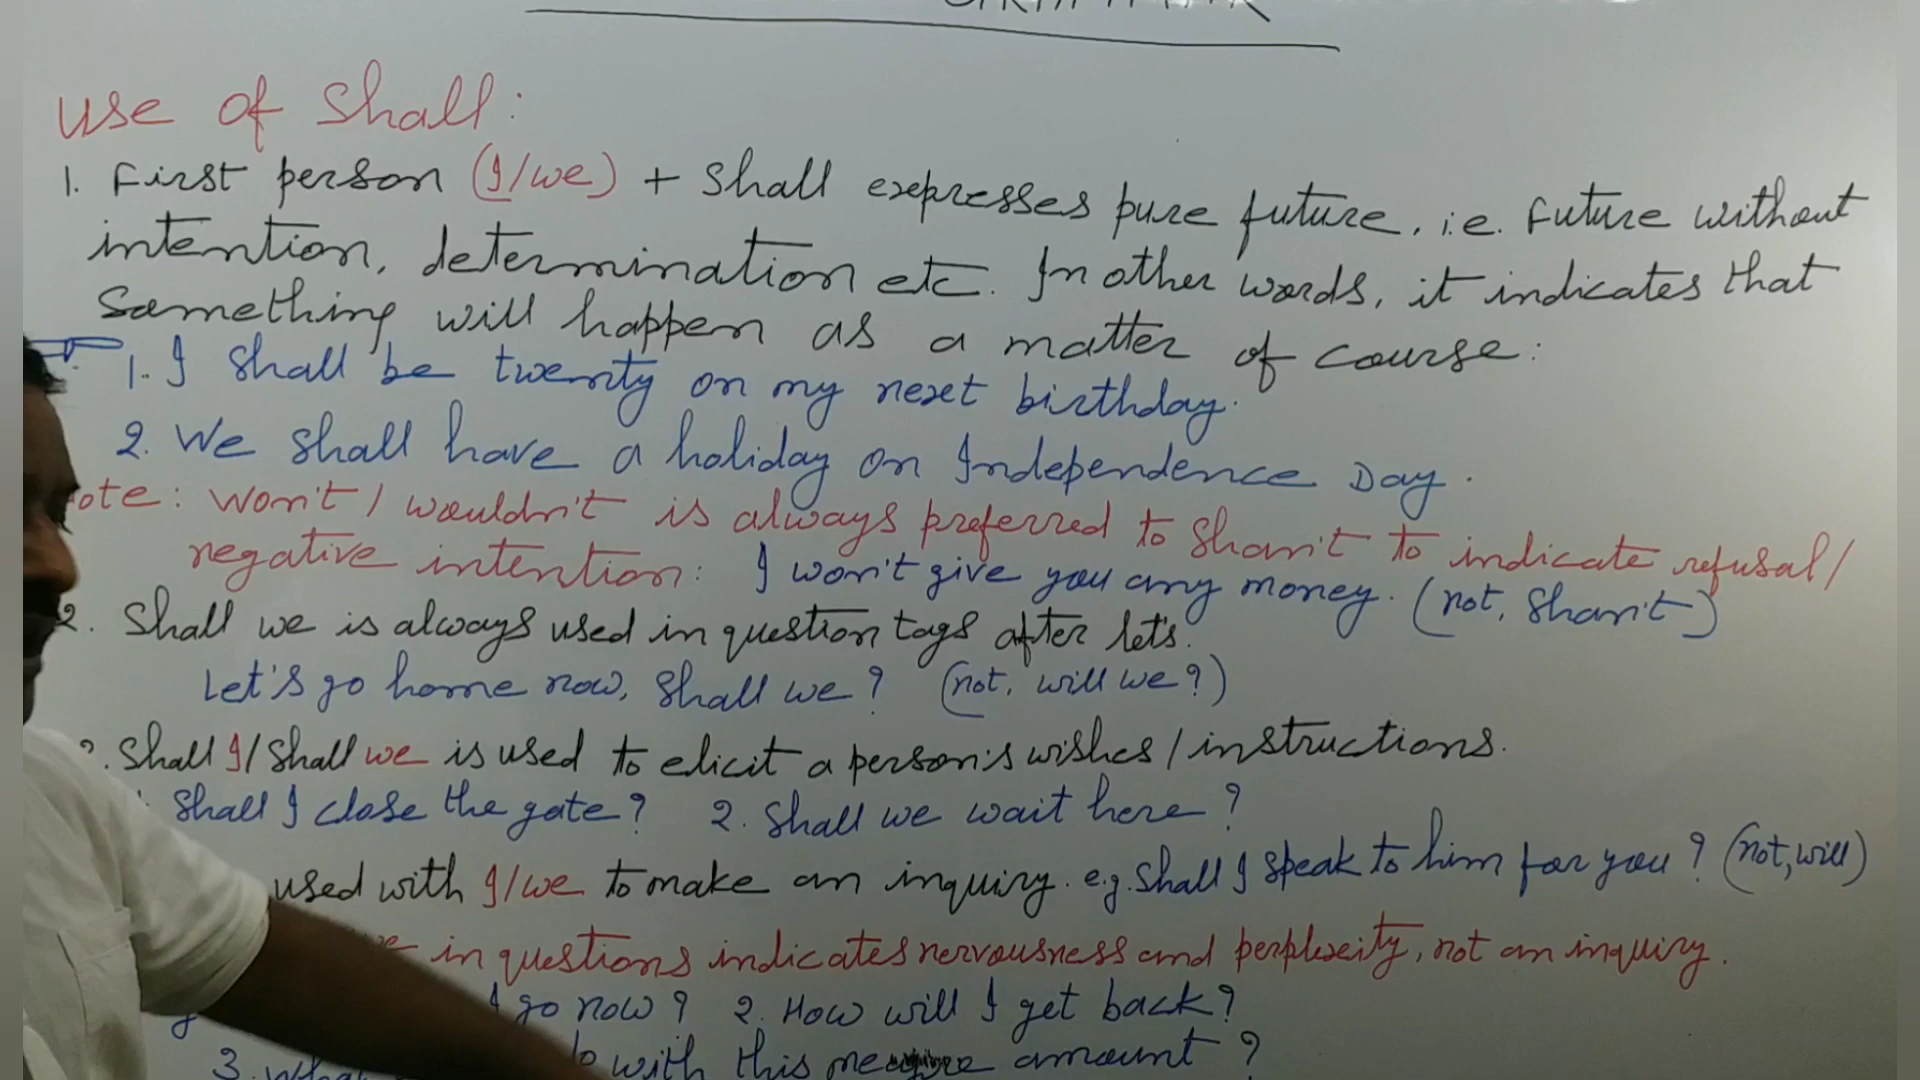 Use of Shall:
1. First person (I/we) + shall expresses pure future, i.e. future without
intention, determination etc. In other words, it indicates that
something will happen as a matter of course:
1. I shall be twenty on my next birthday.
2. We shall have a holiday on Independence Day.
ote: Won't / wouldn't is always preferred to shan't to indicate refusal/
negative intention: I won't give you any money. (not, shan't)
2. Shall we is always used in question tags after let's.
Let's go home now, shall we? (not, will we?)
Shall I/Shall we is used to elicit a person's wishes/instructions.
Shall I close the gate? 2. Shall we wait here?
used with I/we to make an inquiry. e.g. Shall I speak to him for you? (not, will)
in questions indicates nervousness and perplexity, not an inquiry.
I go now? 2. How will I get back?
3. What with this amount?